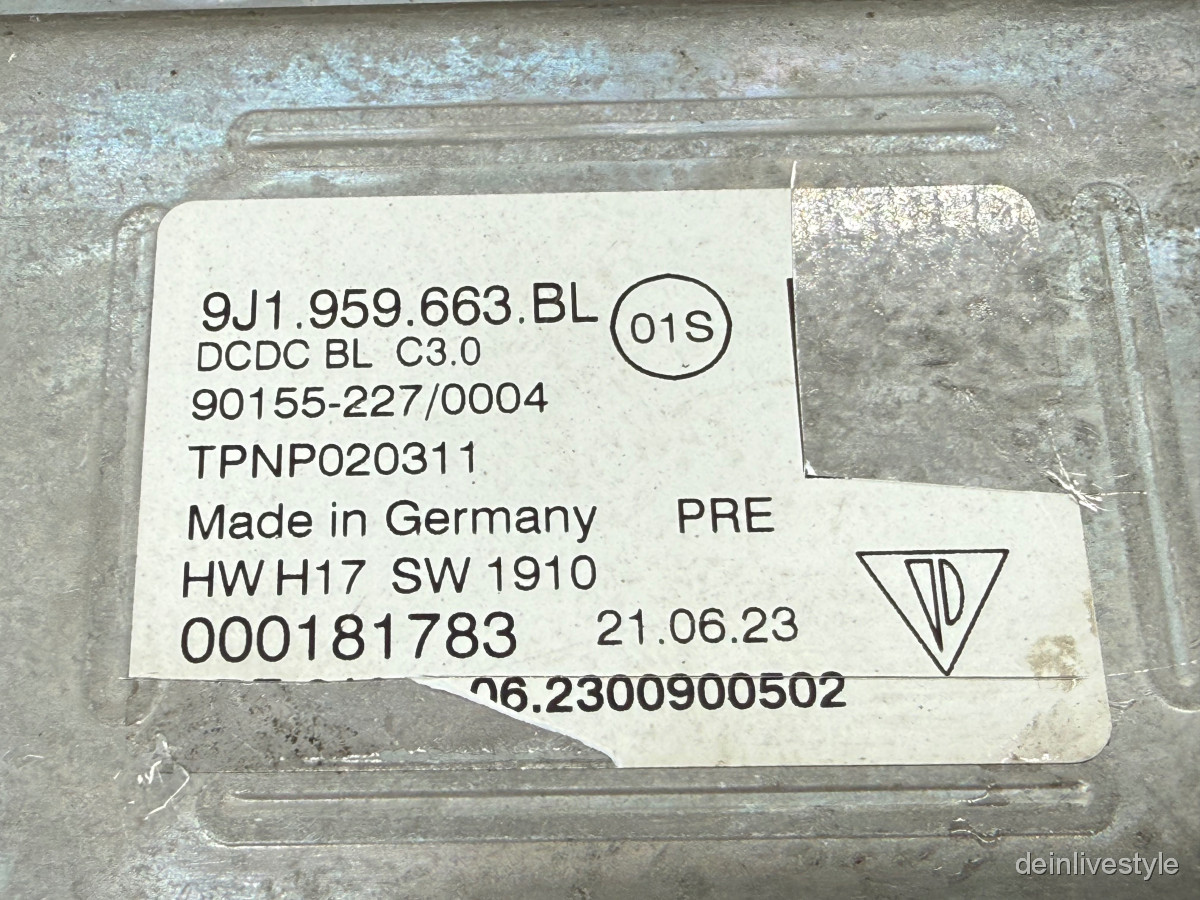 9J1.959.663.BL 01S
DCDC BL C3.0
90155-227/0004
TPNP020311
Made in Germany PRE
HW H17 SW 1910
000181783 21.06.23
06.2300900502
deinlivestyle